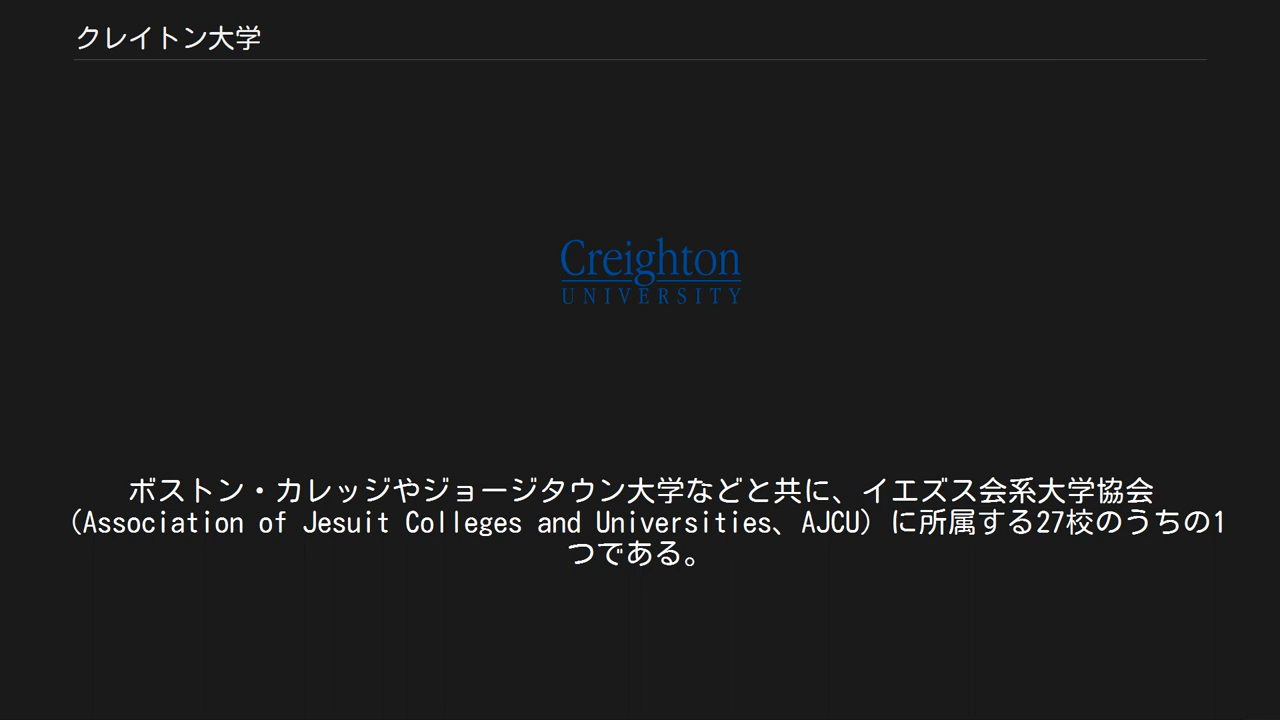 クレイトン大学
Creighton
UNIVERSITY
ボストン・カレッジやジョージタウン大学などと共に、イエズス会系大学協会
(Association of Jesuit Colleges and Universities、AJCU) に所属する27校のうちの1
つである。